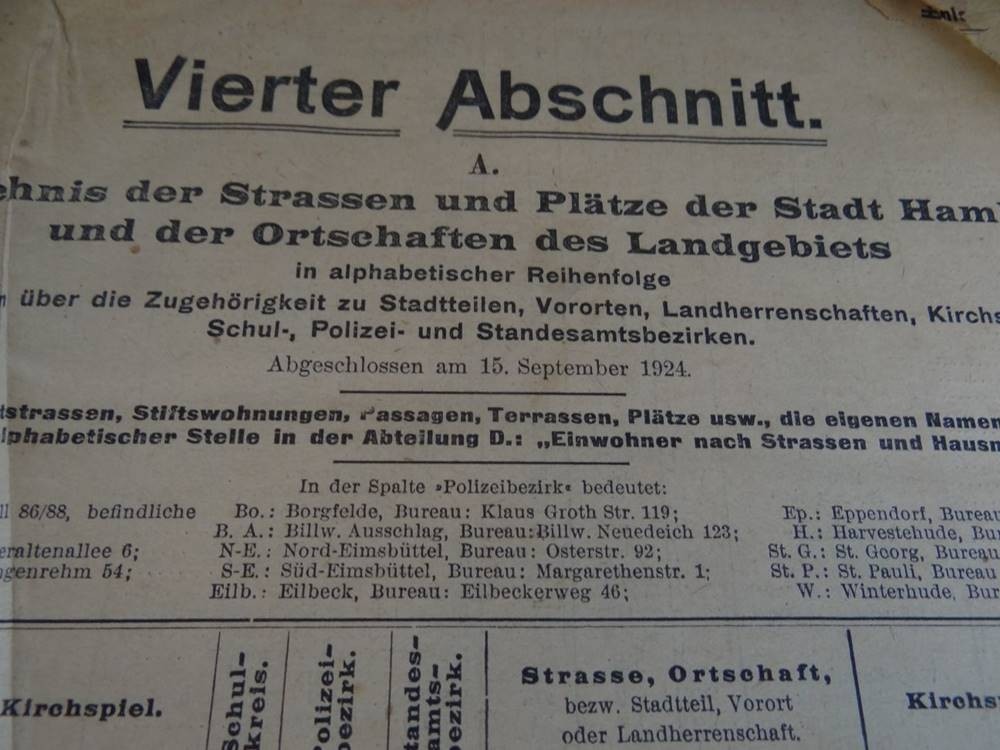 Vierter Abschnitt.
A.
chnis der Strassen und Plätze der Stadt Ham
und der Ortschaften des Landgebiets
in alphabetischer Reihenfolge
über die Zugehörigkeit zu Stadtteilen, Vororten, Landherrenschaften, Kirchs
Schul-, Polizei- und Standesamtsbezirken.
Abgeschlossen am 15. September 1924.
tstrassen, Stiftswohnungen, Passagen, Terrassen, Plätze usw., die eigenen Namen
lphabetischer Stelle in der Abteilung D.: „Einwohner nach Strassen und Hausn
In der Spalte »Polizeibezirk« bedeutet:
ll 86/88, befindliche Bo.: Borgfelde, Bureau: Klaus Groth Str. 119; Ep.: Eppendorf, Bureau
B. A.: Billw. Ausschlag, Bureau:Billw. Neuedeich 123; H.: Harvestehude, Bu
eraltenallee 6; N-E.: Nord-Eimsbüttel, Bureau: Osterstr. 92; St. G.: St. Georg, Bureau
genrehm 54; S-E.: Süd-Eimsbüttel, Bureau: Margarethenstr. 1; St. P.: St. Pauli, Bureau
Eilb.: Eilbeck, Bureau: Eilbeckerweg 46; W.: Winterhude, Bur
Kirchspiel.
Schul-
kreis.
Polizei-
bezirk.
tandes-
amts-
bezirk.
Strasse, Ortschaft,
bezw. Stadtteil, Vorort
oder Landherrenschaft.
Kirchs